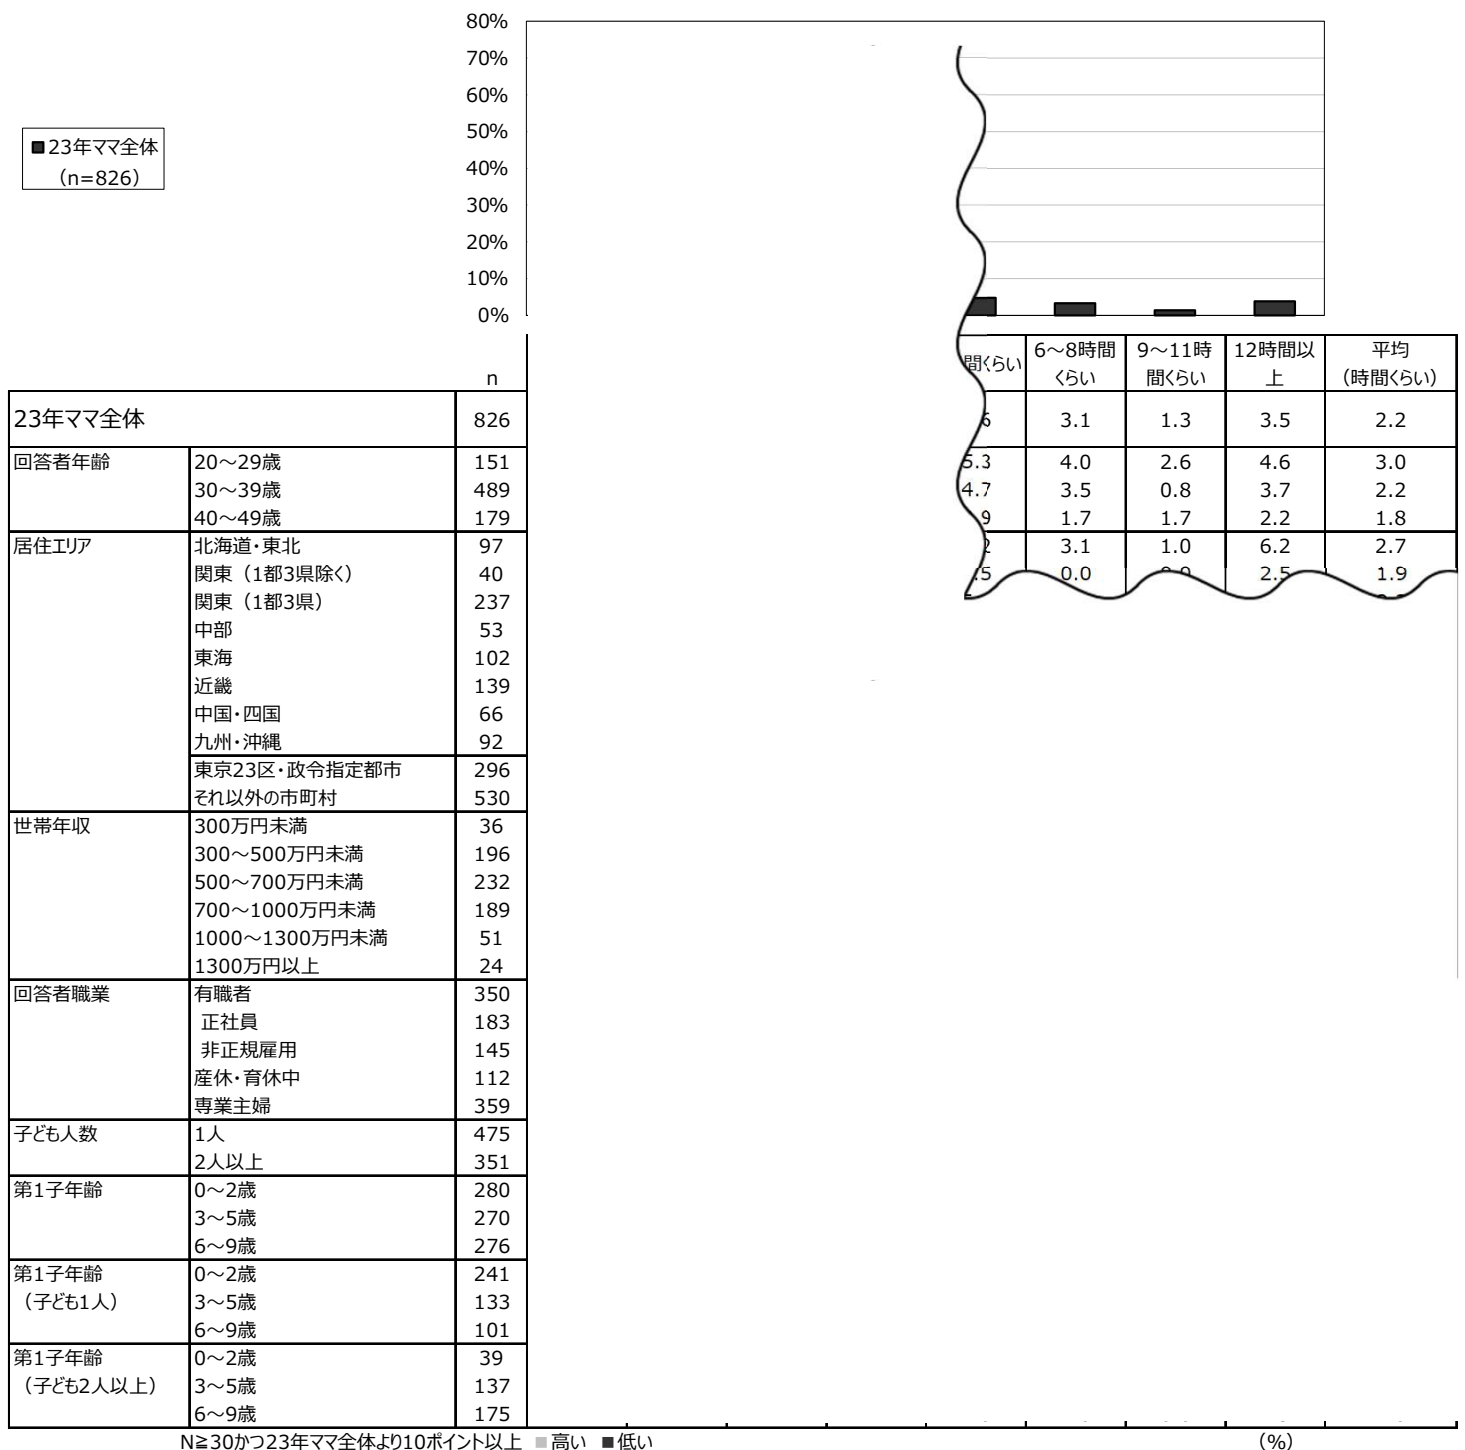 80%
70%
60%
50%
40%
30%
20%
10%
0%
■23年ママ全体
(n=826)
間くらい 6～8時間くらい 9～11時間くらい 12時間以上 平均(時間くらい)
n
23年ママ全体 826 6 3.1 1.3 3.5 2.2
回答者年齢 20～29歳 151 5.3 4.0 2.6 4.6 3.0
30～39歳 489 4.7 3.5 0.8 3.7 2.2
40～49歳 179 9 1.7 1.7 2.2 1.8
居住エリア 北海道・東北 97 2 3.1 1.0 6.2 2.7
関東（1都3県除く） 40 .5 0.0 2.5 1.9
関東（1都3県） 237
中部 53
東海 102
近畿 139
中国・四国 66
九州・沖縄 92
東京23区・政令指定都市 296
それ以外の市町村 530
世帯年収 300万円未満 36
300～500万円未満 196
500～700万円未満 232
700～1000万円未満 189
1000～1300万円未満 51
1300万円以上 24
回答者職業 有職者 350
正社員 183
非正規雇用 145
産休・育休中 112
専業主婦 359
子ども人数 1人 475
2人以上 351
第1子年齢 0～2歳 280
3～5歳 270
6～9歳 276
第1子年齢 0～2歳 241
（子ども1人） 3～5歳 133
6～9歳 101
第1子年齢 0～2歳 39
（子ども2人以上） 3～5歳 137
6～9歳 175
N≧30かつ23年ママ全体より10ポイント以上 ■高い ■低い (%)